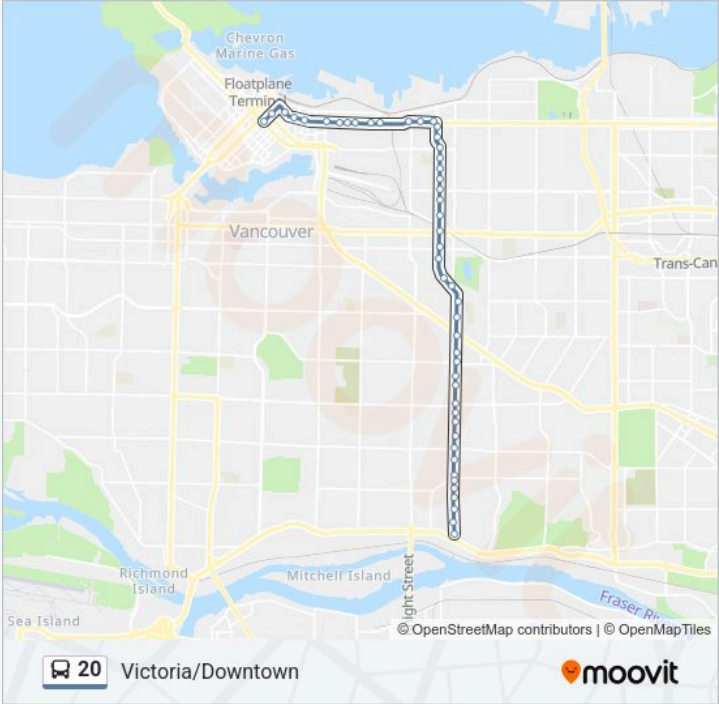 Chevron
Marine Gas
Floatplane
Terminal
Vancouver
Trans-Can
Richmond
Island
Mitchell Island
ight Street
Sea Island
Fraser Ri
© OpenStreetMap contributors | © OpenMapTiles
20 Victoria/Downtown
moovit